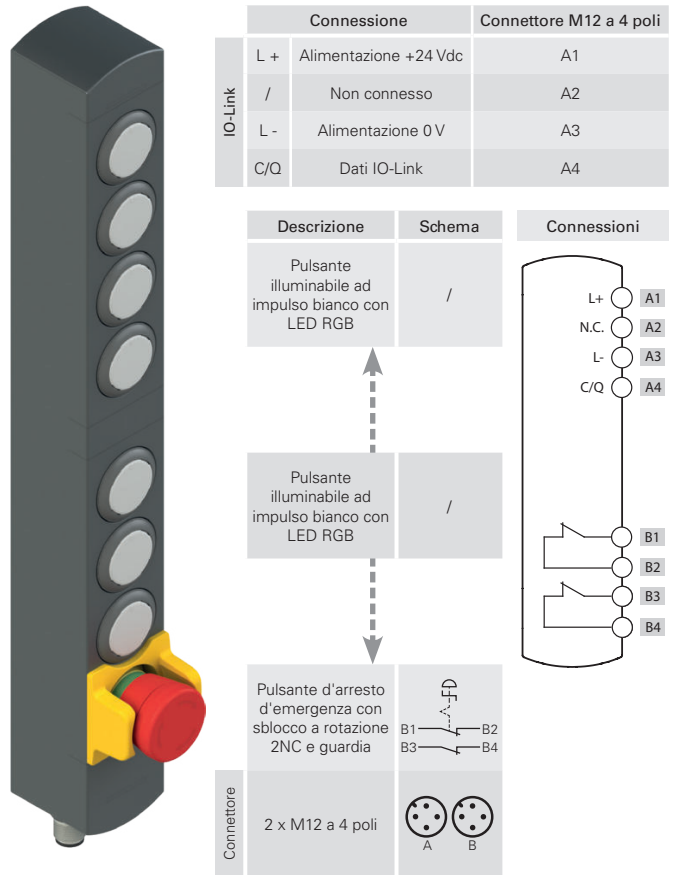 Connessione Connettore M12 a 4 poli
IO-Link
L + Alimentazione +24 Vdc A1
/ Non connesso A2
L - Alimentazione 0 V A3
C/Q Dati IO-Link A4
Descrizione Schema Connessioni
Pulsante
illuminabile ad
impulso bianco con
LED RGB
/
L+ A1
N.C. A2
L- A3
C/Q A4
Pulsante
illuminabile ad
impulso bianco con
LED RGB
/
B1
B2
B3
B4
Pulsante d'arresto
d'emergenza con
sblocco a rotazione
2NC e guardia
B1 B2
B3 B4
Connettore
2 x M12 a 4 poli
A B